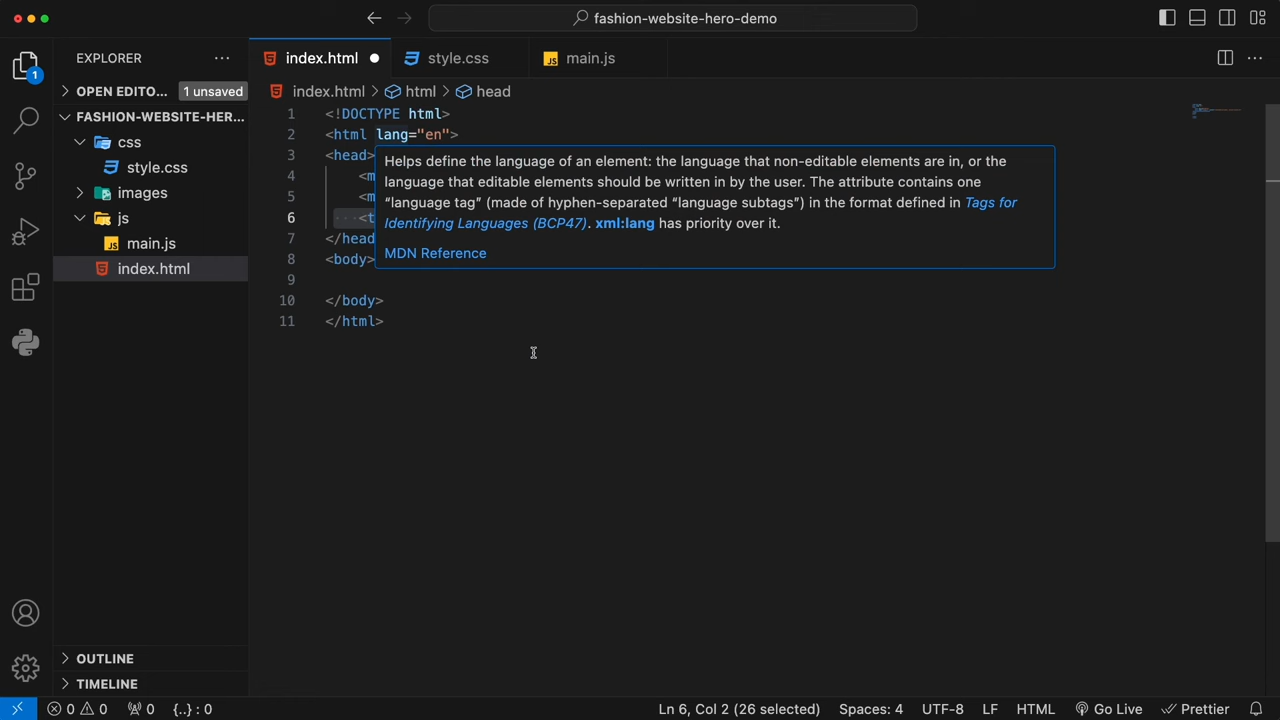 fashion-website-hero-demo
EXPLORER
index.html
style.css
main.js
1
OPEN EDITO...
1 unsaved
index.html > html > head
FASHION-WEBSITE-HER...
css
style.css
images
js
main.js
index.html
1 <!DOCTYPE html>
2 <html lang="en">
3 <head>
4 <m
5 <m
6 <t
7 </head
8 <body>
9
10 </body>
11 </html>
Helps define the language of an element: the language that non-editable elements are in, or the
language that editable elements should be written in by the user. The attribute contains one
“language tag” (made of hyphen-separated “language subtags”) in the format defined in Tags for
Identifying Languages (BCP47). xml:lang has priority over it.
MDN Reference
OUTLINE
TIMELINE
0 0 0 {..} : 0 Ln 6, Col 2 (26 selected) Spaces: 4 UTF-8 LF HTML Go Live Prettier